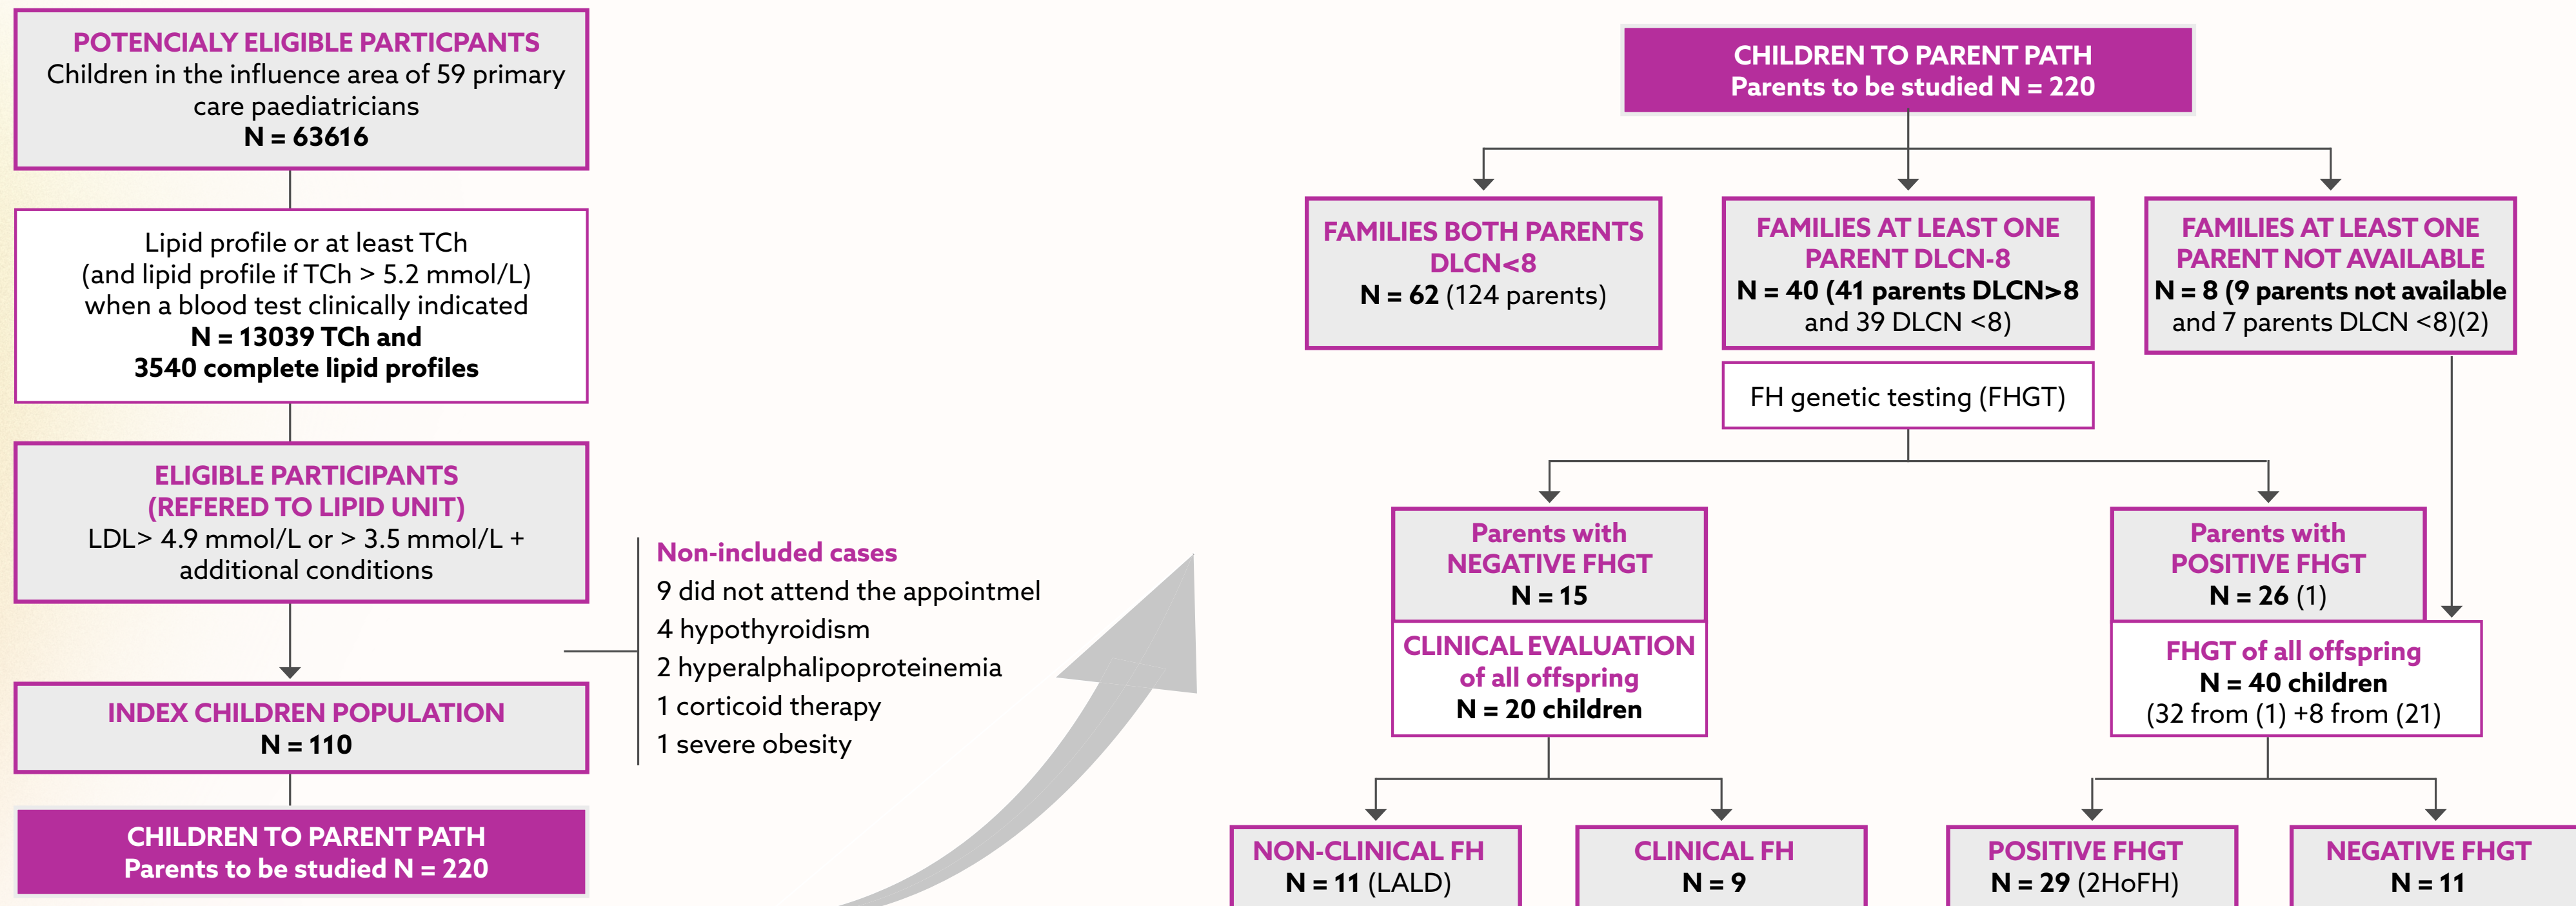 POTENCIALY ELIGIBLE PARTICPANTS
Children in the influence area of 59 primary
care paediatricians
N = 63616
Lipid profile or at least TCh
(and lipid profile if TCh > 5.2 mmol/L)
when a blood test clinically indicated
N = 13039 TCh and
3540 complete lipid profiles
ELIGIBLE PARTICIPANTS
(REFERED TO LIPID UNIT)
LDL> 4.9 mmol/L or > 3.5 mmol/L +
additional conditions
Non-included cases
9 did not attend the appointmel
4 hypothyroidism
2 hyperalphalipoproteinemia
1 corticoid therapy
1 severe obesity
INDEX CHILDREN POPULATION
N = 110
CHILDREN TO PARENT PATH
Parents to be studied N = 220
CHILDREN TO PARENT PATH
Parents to be studied N = 220
FAMILIES BOTH PARENTS
DLCN<8
N = 62 (124 parents)
FAMILIES AT LEAST ONE
PARENT DLCN-8
N = 40 (41 parents DLCN>8
and 39 DLCN <8)
FAMILIES AT LEAST ONE
PARENT NOT AVAILABLE
N = 8 (9 parents not available
and 7 parents DLCN <8)(2)
FH genetic testing (FHGT)
Parents with
NEGATIVE FHGT
N = 15
CLINICAL EVALUATION
of all offspring
N = 20 children
Parents with
POSITIVE FHGT
N = 26 (1)
FHGT of all offspring
N = 40 children
(32 from (1) +8 from (21)
NON-CLINICAL FH
N = 11 (LALD)
CLINICAL FH
N = 9
POSITIVE FHGT
N = 29 (2HoFH)
NEGATIVE FHGT
N = 11